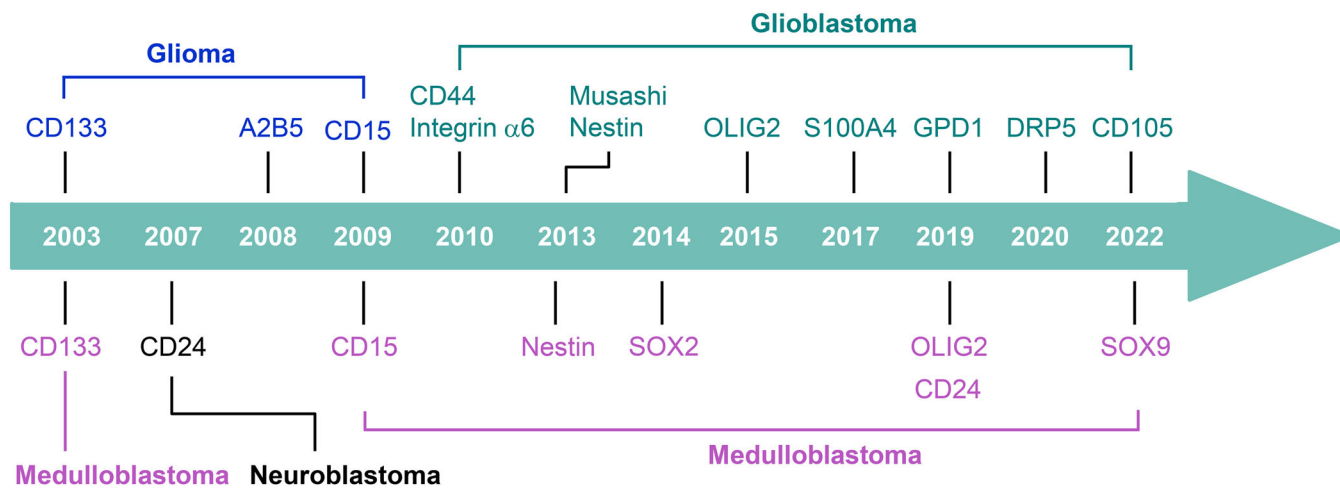 Glioblastoma
Glioma
CD44 Musashi
CD133 A2B5 CD15 Integrin α6 Nestin OLIG2 S100A4 GPD1 DRP5 CD105
2003 2007 2008 2009 2010 2013 2014 2015 2017 2019 2020 2022
CD133 CD24 CD15 Nestin SOX2 OLIG2 SOX9
CD24
Medulloblastoma
Medulloblastoma Neuroblastoma